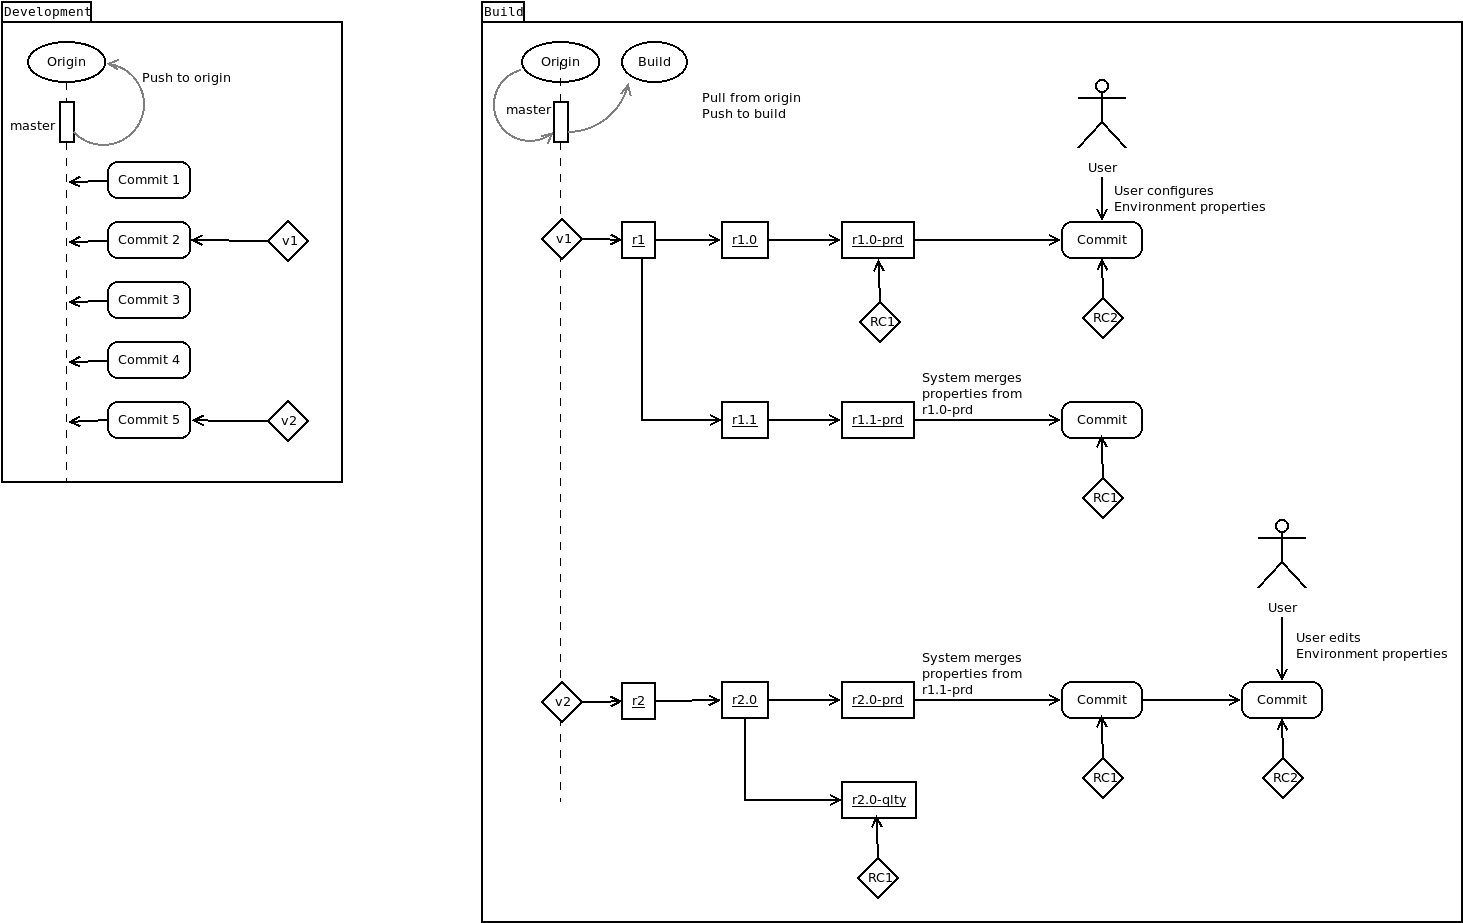 Development
Origin
Push to origin
master
Commit 1
Commit 2
v1
Commit 3
Commit 4
Commit 5
v2
Build
Origin
Build
master
Pull from origin
Push to build
User
User configures
Environment properties
v1
r1
r1.0
r1.0-prd
Commit
RC1
RC2
System merges
properties from
r1.0-prd
r1.1
r1.1-prd
Commit
RC1
User
User edits
Environment properties
System merges
properties from
r1.1-prd
v2
r2
r2.0
r2.0-prd
Commit
Commit
RC1
RC2
r2.0-qlty
RC1